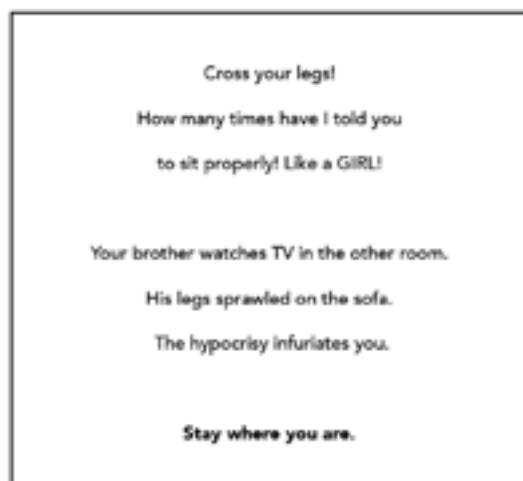 Cross your legs!
How many times have I told you
to sit properly! Like a GIRL!
Your brother watches TV in the other room.
His legs sprawled on the sofa.
The hypocrisy infuriates you.
Stay where you are.